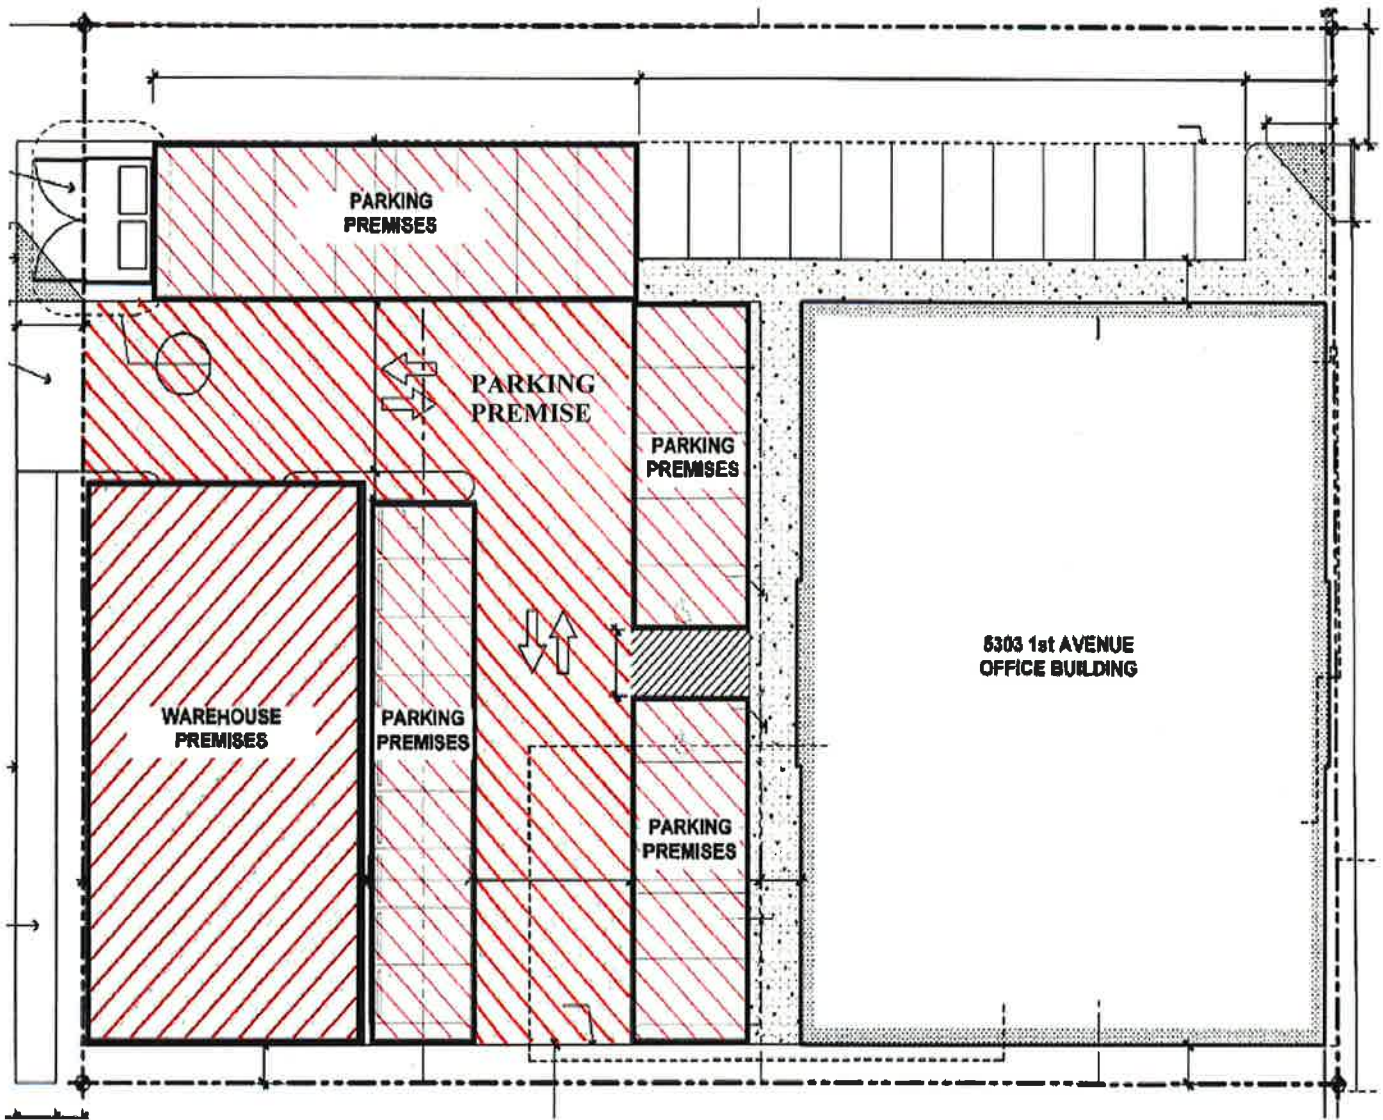 PARKING
PREMISES
PARKING
PREMISE
PARKING
PREMISES
5303 1st AVENUE
OFFICE BUILDING
WAREHOUSE
PREMISES
PARKING
PREMISES
PARKING
PREMISES